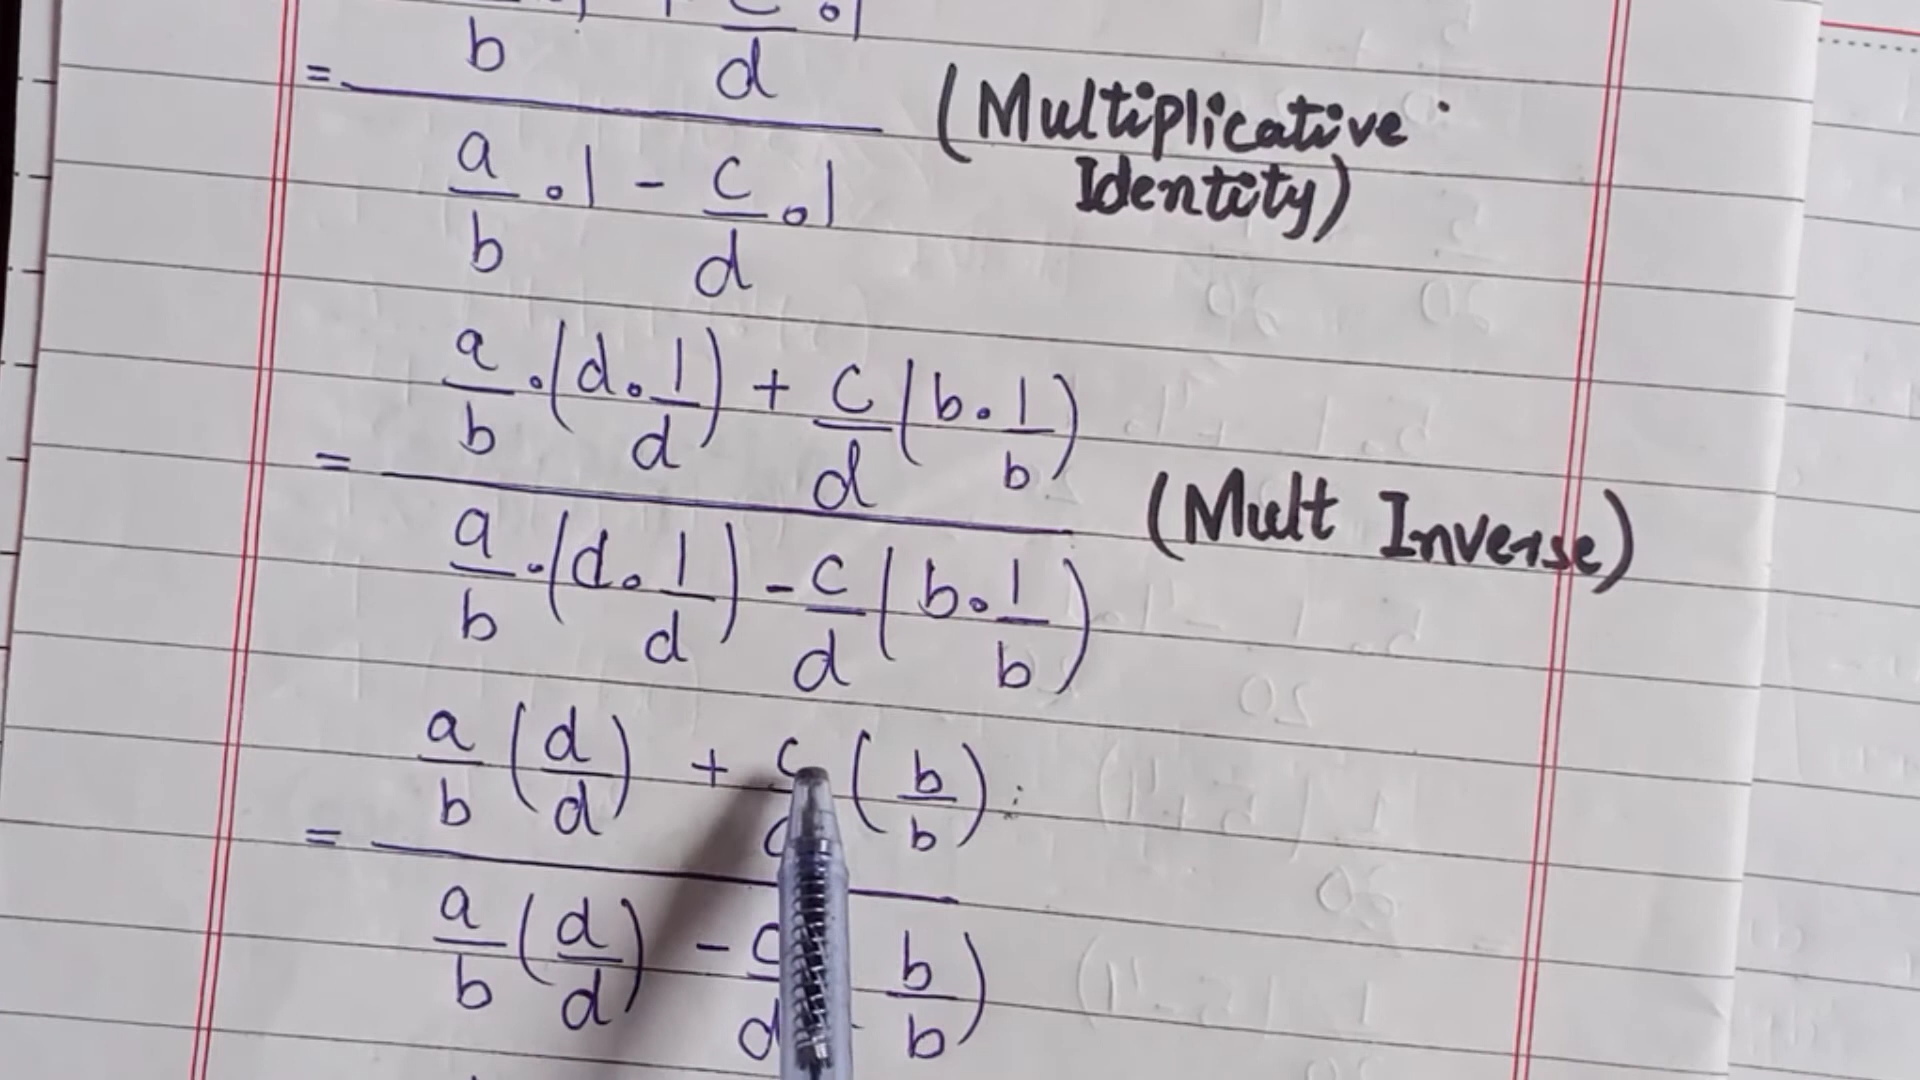 b d
= (Multiplicative
a/b · 1 - c/d · 1 Identity)
a/b · (d · 1/d) + c/d (b · 1/b)
= (Mult Inverse)
a/b · (d · 1/d) - c/d (b · 1/b)
a/b (d/d) + c (b/b)
=
a/b (d/d) - c/d b/b)